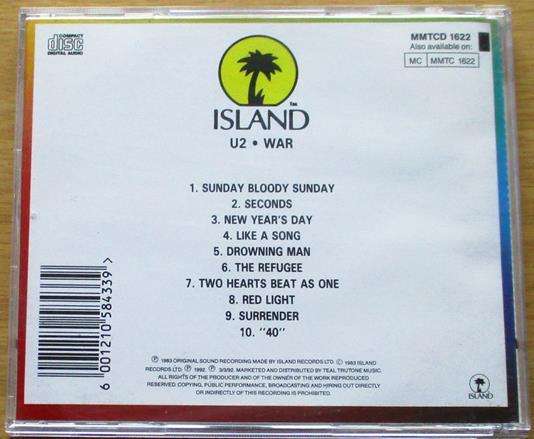 COMPACT
disc
DIGITAL AUDIO
MMTCD 1622
Also available on:
MC MMTC 1622
TM
ISLAND
U2 • WAR
1. SUNDAY BLOODY SUNDAY
2. SECONDS
3. NEW YEAR'S DAY
4. LIKE A SONG
5. DROWNING MAN
6. THE REFUGEE
7. TWO HEARTS BEAT AS ONE
8. RED LIGHT
9. SURRENDER
10. "40"
6 001210 584339 >
Ⓟ 1983 ORIGINAL SOUND RECORDING MADE BY ISLAND RECORDS LTD. © 1983 ISLAND
RECORDS LTD. Ⓟ 1992. Ⓟ 3/9/92. MARKETED AND DISTRIBUTED BY TEAL TRUTONE MUSIC.
ALL RIGHTS OF THE PRODUCER AND OF THE OWNER OF THE WORK REPRODUCED
RESERVED. COPYING, PUBLIC PERFORMANCE, BROADCASTING AND HIRING OUT DIRECTLY
OR INDIRECTLY OF THIS RECORDING IS PROHIBITED.
ISLAND